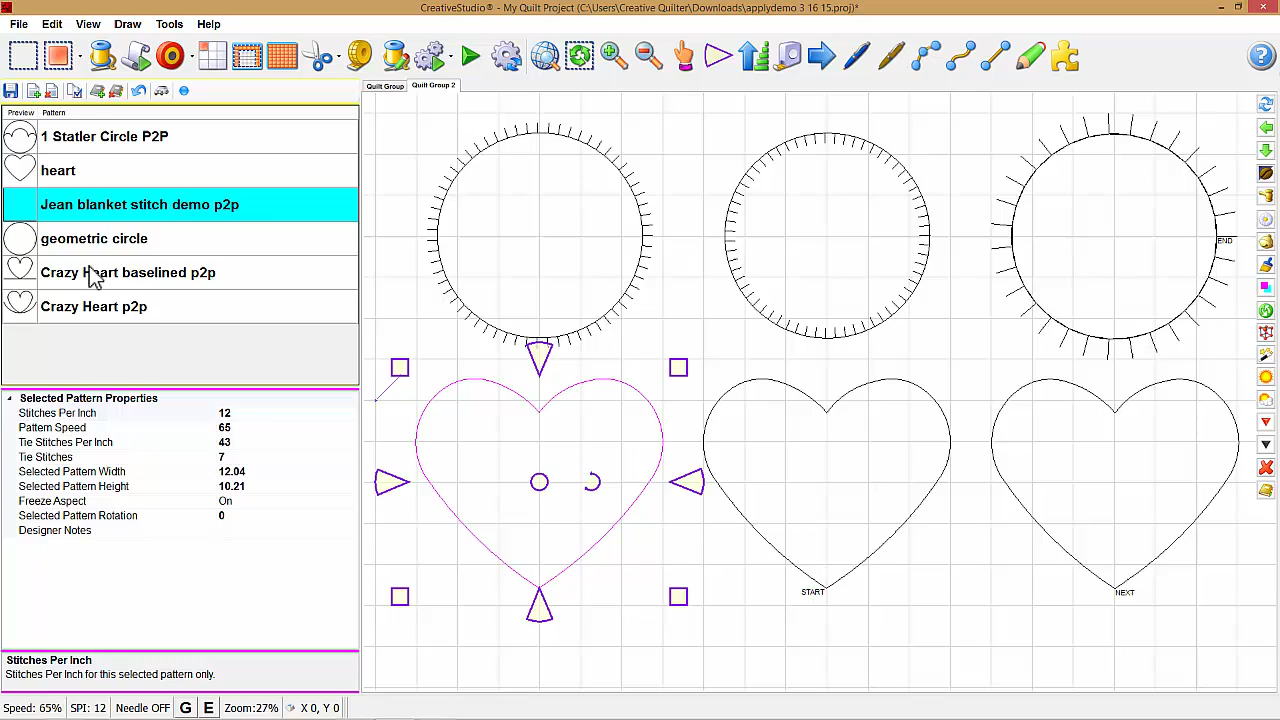 CreativeStudio® - My Quilt Project (C:\Users\Creative Quilter\Downloads\applydemo 3 16 15.proj)*
File Edit View Draw Tools Help
Quilt Group Quilt Group 2
Preview Pattern
1 Statler Circle P2P
heart
Jean blanket stitch demo p2p
geometric circle
Crazy Heart baselined p2p
Crazy Heart p2p
Selected Pattern Properties
Stitches Per Inch 12
Pattern Speed 65
Tie Stitches Per Inch 43
Tie Stitches 7
Selected Pattern Width 12.04
Selected Pattern Height 10.21
Freeze Aspect On
Selected Pattern Rotation 0
Designer Notes
END
START
NEXT
Stitches Per Inch
Stitches Per Inch for this selected pattern only.
Speed: 65% SPI: 12 Needle OFF G E Zoom:27% X 0, Y 0